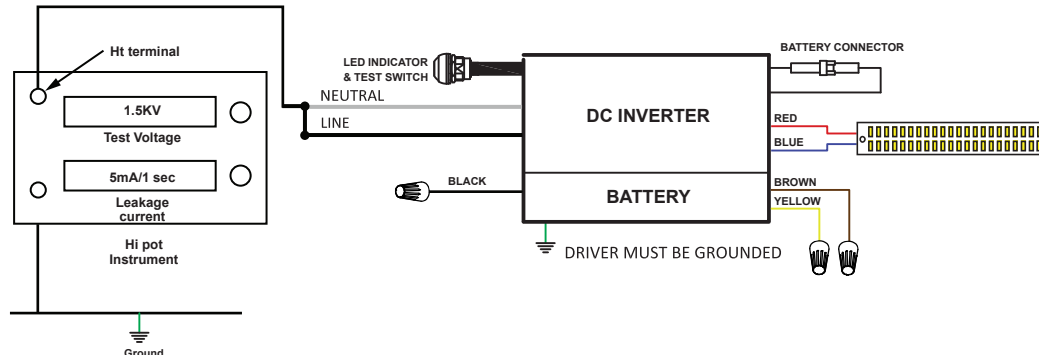 Ht terminal
1.5KV
Test Voltage
5mA/1 sec
Leakage
current
Hi pot
Instrument
Ground
LED INDICATOR
& TEST SWITCH
NEUTRAL
LINE
BLACK
DC INVERTER
BATTERY
DRIVER MUST BE GROUNDED
BATTERY CONNECTOR
RED
BLUE
BROWN
YELLOW